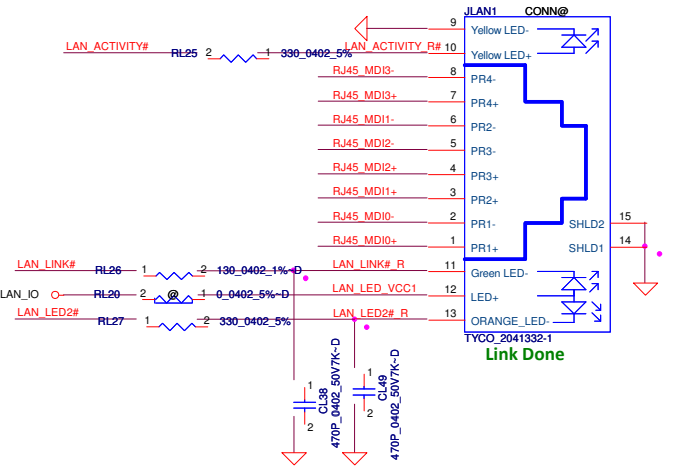 JLAN1 CONN@
9 Yellow LED-
LAN_ACTIVITY# RL25 2 1 330_0402_5% LAN_ACTIVITY_R# 10 Yellow LED+
RJ45_MDI3- 8 PR4-
RJ45_MDI3+ 7 PR4+
RJ45_MDI1- 6 PR2-
RJ45_MDI2- 5 PR3-
RJ45_MDI2+ 4 PR3+
RJ45_MDI1+ 3 PR2+
RJ45_MDI0- 2 PR1- SHLD2 15
RJ45_MDI0+ 1 PR1+ SHLD1 14
LAN_LINK# RL26 1 2 130_0402_1%~D LAN_LINK#_R 11 Green LED-
LAN_IO RL20 2 @ 1 0_0402_5%~D LAN_LED_VCC1 12 LED+
LAN_LED2# RL27 1 2 330_0402_5% LAN_LED2#_R 13 ORANGE_LED-
TYCO_2041332-1
Link Done
1 2 CL38
470P_0402_50V7K~D
1 2 CL49
470P_0402_50V7K~D